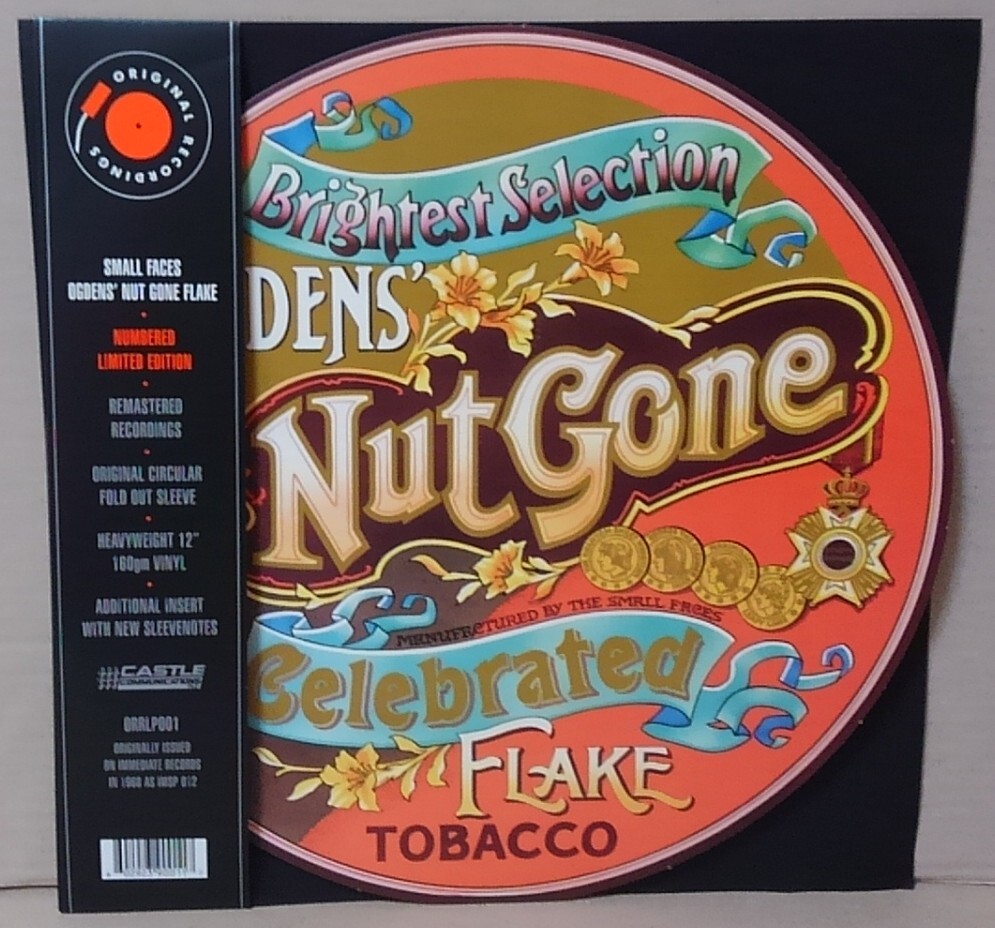 ORIGINAL RECORDINGS
SMALL FACES
OGDENS' NUT GONE FLAKE
NUMBERED
LIMITED EDITION
REMASTERED
RECORDINGS
ORIGINAL CIRCULAR
FOLD OUT SLEEVE
HEAVYWEIGHT 12"
180gm VINYL
ADDITIONAL INSERT
WITH NEW SLEEVENOTES
CASTLE
COMMUNICATIONS
ORRLP001
ORIGINALLY ISSUED
ON IMMEDIATE RECORDS
IN 1968 AS IMSP 012
Brightest Selection
DENS'
Nut Gone
MANUFACTURED BY THE SMALL FACES
Celebrated
FLAKE
TOBACCO